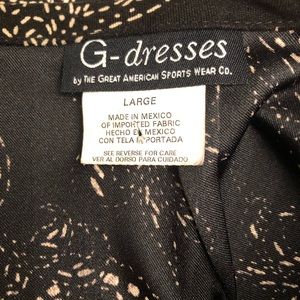 G-dresses
by THE GREAT AMERICAN SPORTS WEAR CO.
LARGE
MADE IN MEXICO
OF IMPORTED FABRIC
HECHO EN MEXICO
CON TELA IMPORTADA
SEE REVERSE FOR CARE
VER AL DORSO PARA CUIDADO